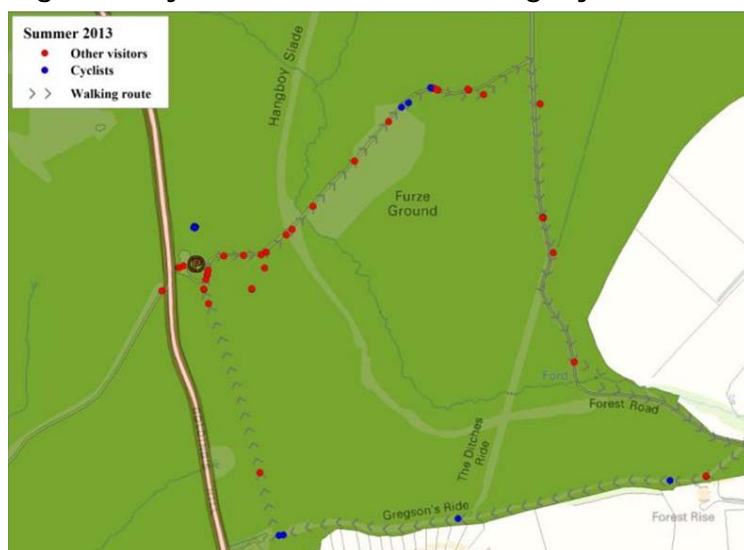 Summer 2013
Other visitors
Cyclists
Walking route
Hangboy Slade
Furze
Ground
Ford
Forest Road
The Ditches
Ride
Gregson's Ride
Forest Rise